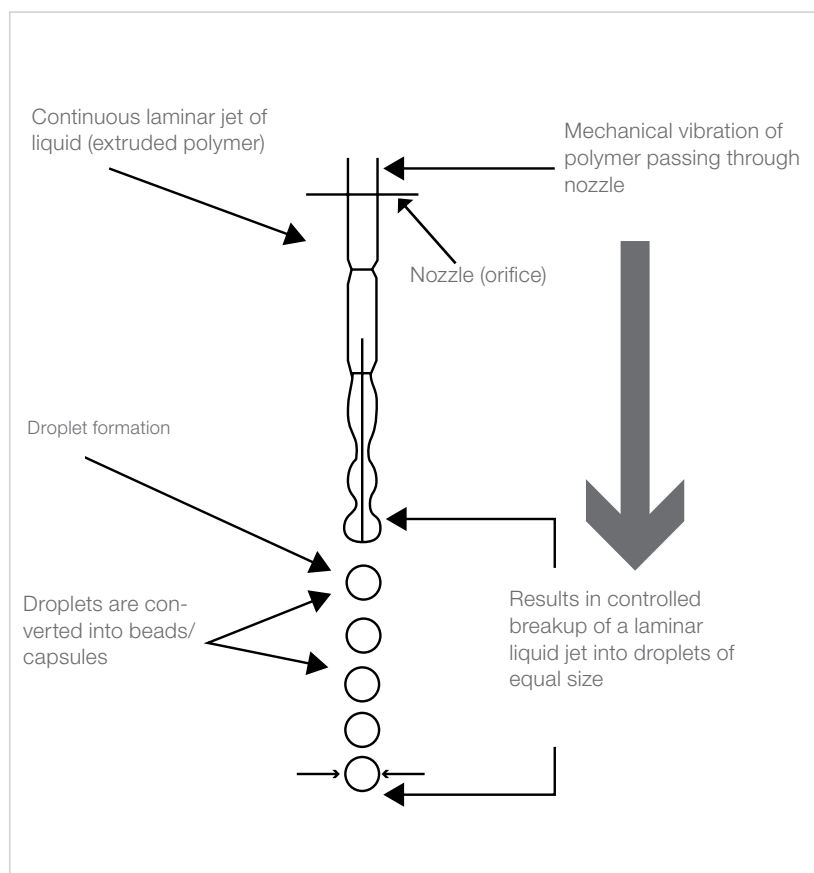 Continuous laminar jet of
liquid (extruded polymer)
Mechanical vibration of
polymer passing through
nozzle
Nozzle (orifice)
Droplet formation
Droplets are con-
verted into beads/
capsules
Results in controlled
breakup of a laminar
liquid jet into droplets of
equal size